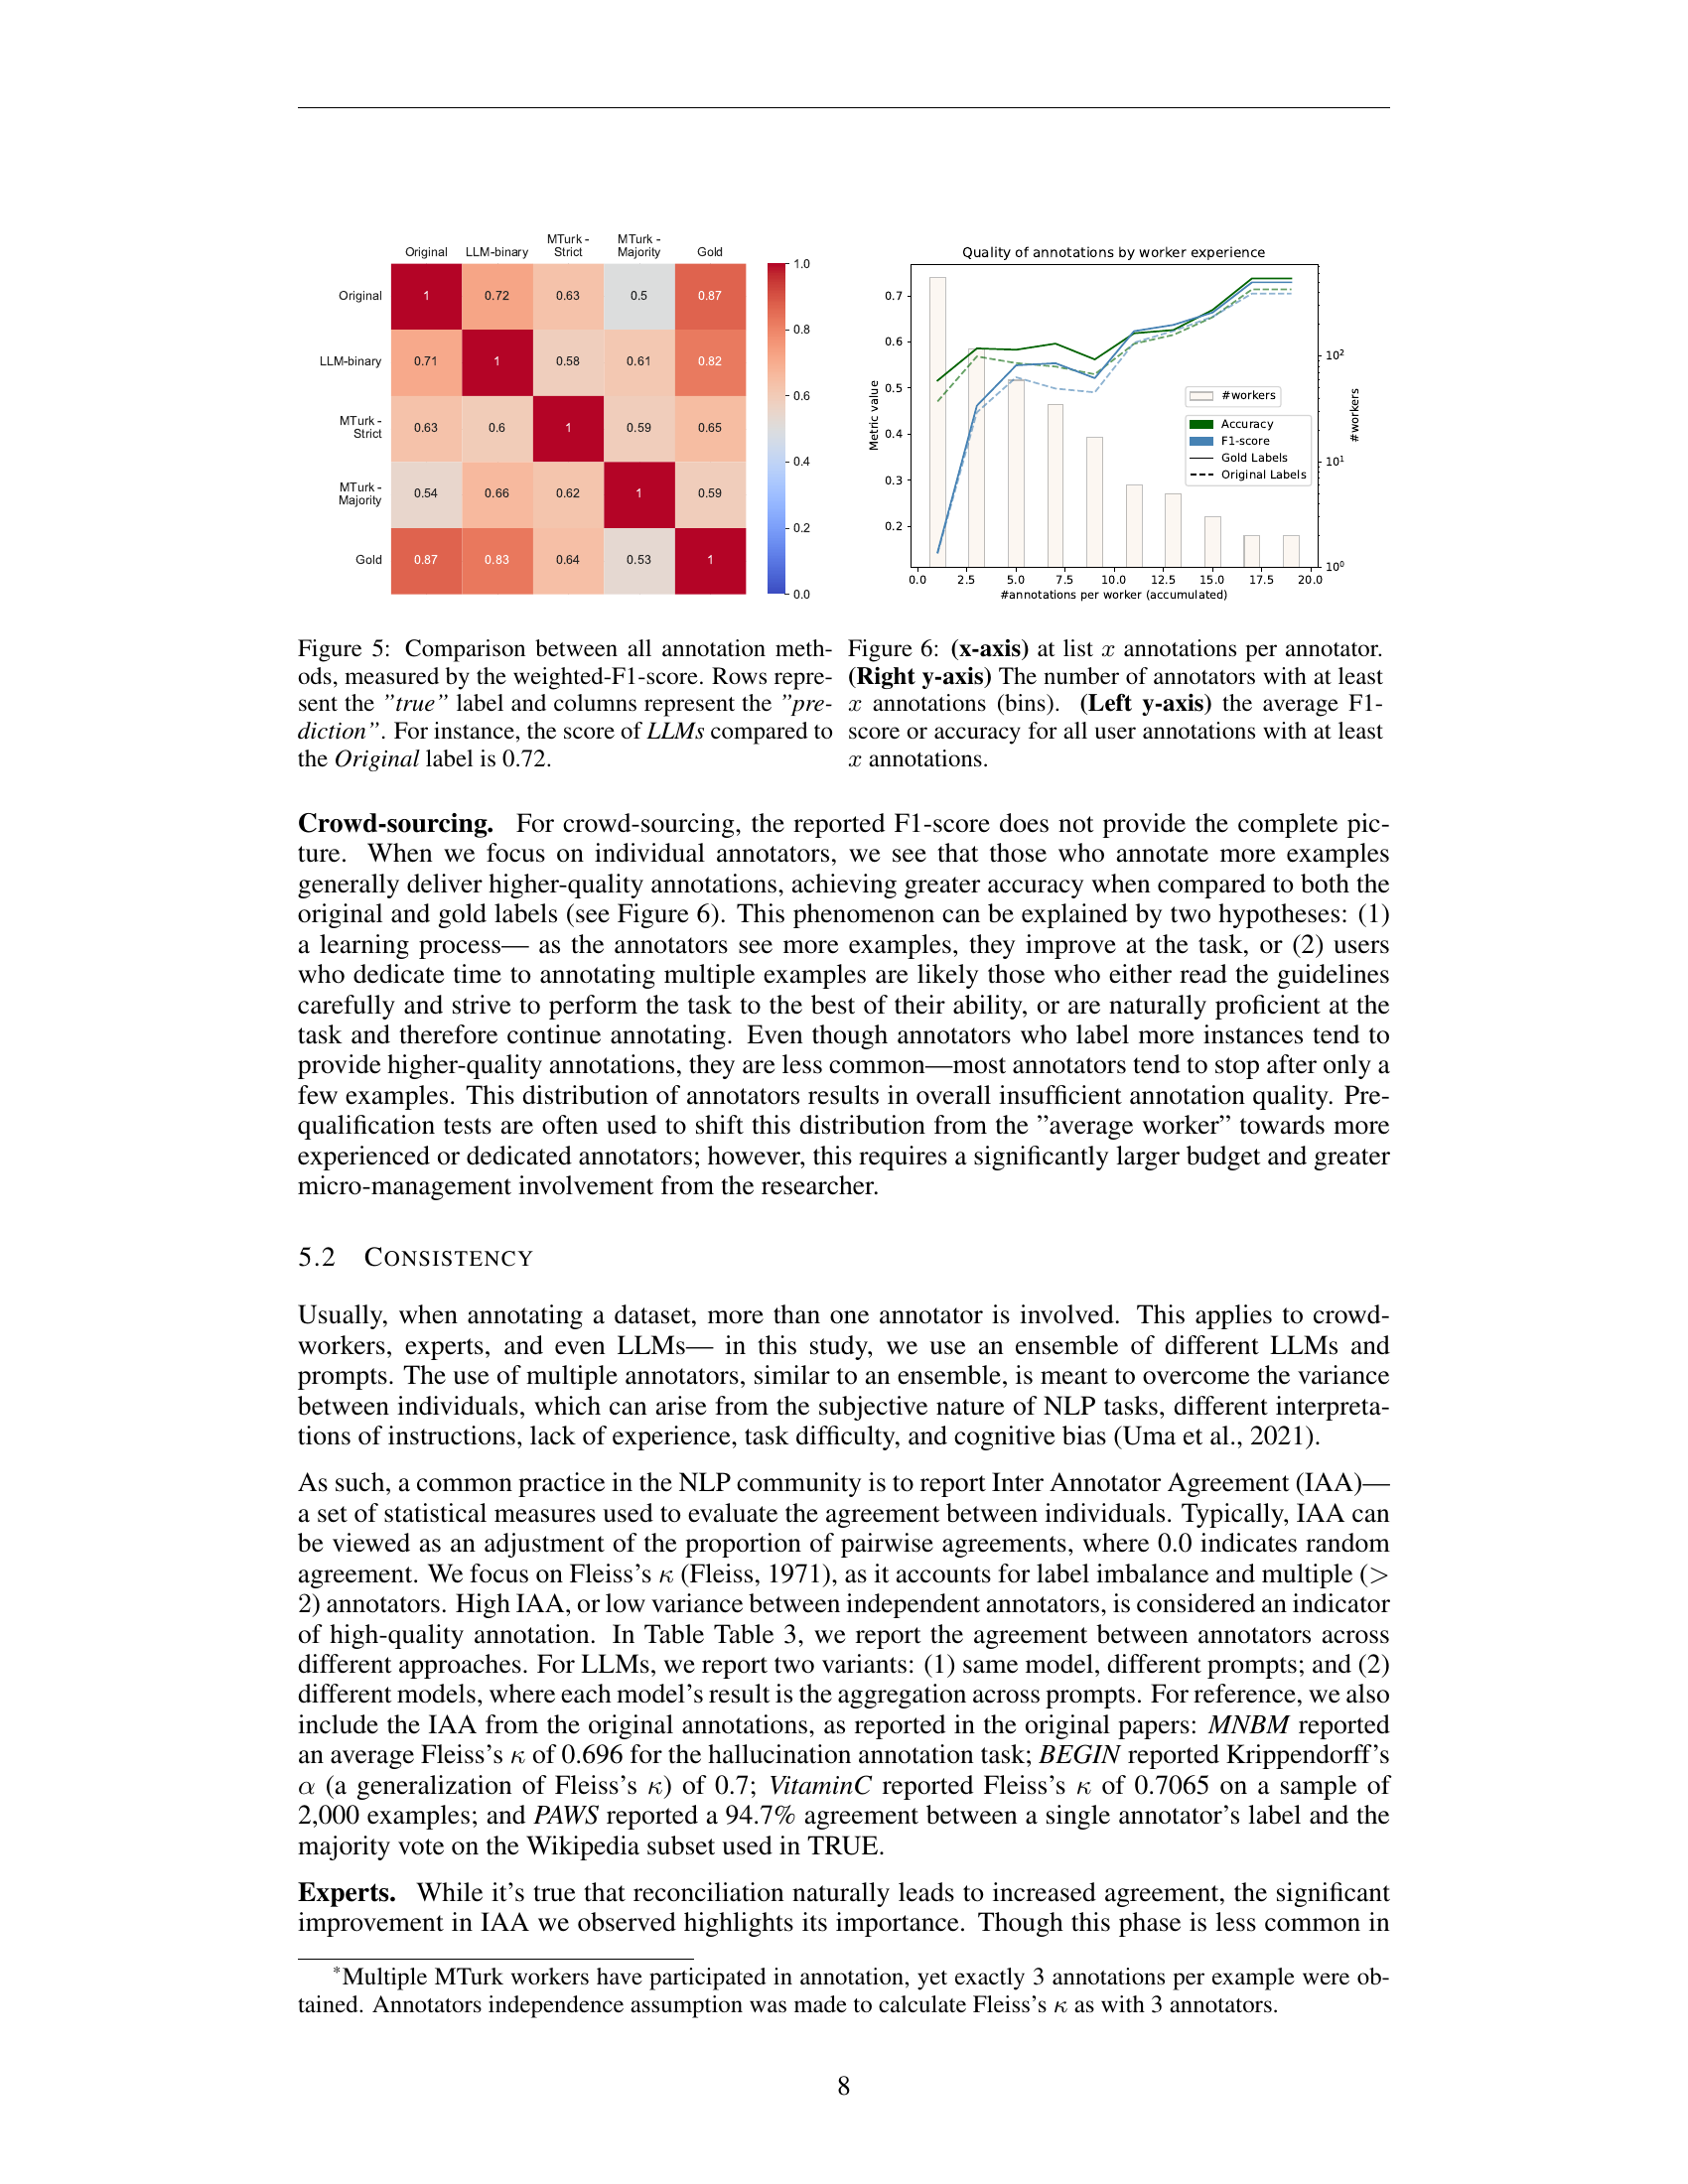 Original LLM-binary MTurk - Strict MTurk - Majority Gold
Original 1 0.72 0.63 0.5 0.87
LLM-binary 0.71 1 0.58 0.61 0.82
MTurk - Strict 0.63 0.6 1 0.59 0.65
MTurk - Majority 0.54 0.66 0.62 1 0.59
Gold 0.87 0.83 0.64 0.53 1
1.0
0.8
0.6
0.4
0.2
0.0
Quality of annotations by worker experience
Metric value
0.7
0.6
0.5
0.4
0.3
0.2
#workers
Accuracy
F1-score
Gold Labels
Original Labels
10²
10¹
10⁰
#workers
0.0 2.5 5.0 7.5 10.0 12.5 15.0 17.5 20.0
#annotations per worker (accumulated)
Figure 5: Comparison between all annotation meth-
ods, measured by the weighted-F1-score. Rows repre-
sent the ”true” label and columns represent the ”pre-
diction”. For instance, the score of LLMs compared to
the Original label is 0.72.
Figure 6: (x-axis) at list x annotations per annotator.
(Right y-axis) The number of annotators with at least
x annotations (bins). (Left y-axis) the average F1-
score or accuracy for all user annotations with at least
x annotations.
Crowd-sourcing. For crowd-sourcing, the reported F1-score does not provide the complete pic-
ture. When we focus on individual annotators, we see that those who annotate more examples
generally deliver higher-quality annotations, achieving greater accuracy when compared to both the
original and gold labels (see Figure 6). This phenomenon can be explained by two hypotheses: (1)
a learning process— as the annotators see more examples, they improve at the task, or (2) users
who dedicate time to annotating multiple examples are likely those who either read the guidelines
carefully and strive to perform the task to the best of their ability, or are naturally proficient at the
task and therefore continue annotating. Even though annotators who label more instances tend to
provide higher-quality annotations, they are less common—most annotators tend to stop after only a
few examples. This distribution of annotators results in overall insufficient annotation quality. Pre-
qualification tests are often used to shift this distribution from the ”average worker” towards more
experienced or dedicated annotators; however, this requires a significantly larger budget and greater
micro-management involvement from the researcher.
5.2 CONSISTENCY
Usually, when annotating a dataset, more than one annotator is involved. This applies to crowd-
workers, experts, and even LLMs— in this study, we use an ensemble of different LLMs and
prompts. The use of multiple annotators, similar to an ensemble, is meant to overcome the variance
between individuals, which can arise from the subjective nature of NLP tasks, different interpreta-
tions of instructions, lack of experience, task difficulty, and cognitive bias (Uma et al., 2021).
As such, a common practice in the NLP community is to report Inter Annotator Agreement (IAA)—
a set of statistical measures used to evaluate the agreement between individuals. Typically, IAA can
be viewed as an adjustment of the proportion of pairwise agreements, where 0.0 indicates random
agreement. We focus on Fleiss’s κ (Fleiss, 1971), as it accounts for label imbalance and multiple (>
2) annotators. High IAA, or low variance between independent annotators, is considered an indicator
of high-quality annotation. In Table Table 3, we report the agreement between annotators across
different approaches. For LLMs, we report two variants: (1) same model, different prompts; and (2)
different models, where each model’s result is the aggregation across prompts. For reference, we also
include the IAA from the original annotations, as reported in the original papers: MNBM reported
an average Fleiss’s κ of 0.696 for the hallucination annotation task; BEGIN reported Krippendorff’s
α (a generalization of Fleiss’s κ) of 0.7; VitaminC reported Fleiss’s κ of 0.7065 on a sample of
2,000 examples; and PAWS reported a 94.7% agreement between a single annotator’s label and the
majority vote on the Wikipedia subset used in TRUE.
Experts. While it’s true that reconciliation naturally leads to increased agreement, the significant
improvement in IAA we observed highlights its importance. Though this phase is less common in
*Multiple MTurk workers have participated in annotation, yet exactly 3 annotations per example were ob-
tained. Annotators independence assumption was made to calculate Fleiss’s κ as with 3 annotators.
8